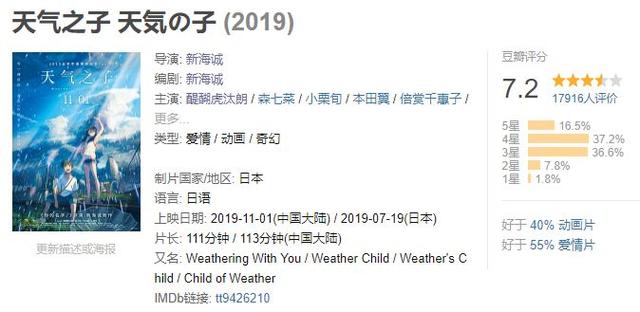 天气之子 天気の子 (2019)
天气之子
11·01
导演: 新海诚
编剧: 新海诚
主演: 醍醐虎汰朗 / 森七菜 / 小栗旬 / 本田翼 / 倍赏千惠子 /
更多...
类型: 爱情 / 动画 / 奇幻
制片国家/地区: 日本
语言: 日语
上映日期: 2019-11-01(中国大陆) / 2019-07-19(日本)
片长: 111分钟 / 113分钟(中国大陆)
又名: Weathering With You / Weather Child / Weather's C
hild / Child of Weather
IMDb链接: tt9426210
更新描述或海报
豆瓣评分
7.2
17916人评价
5星 16.5%
4星 37.2%
3星 36.6%
2星 7.8%
1星 1.8%
好于 40% 动画片
好于 55% 爱情片